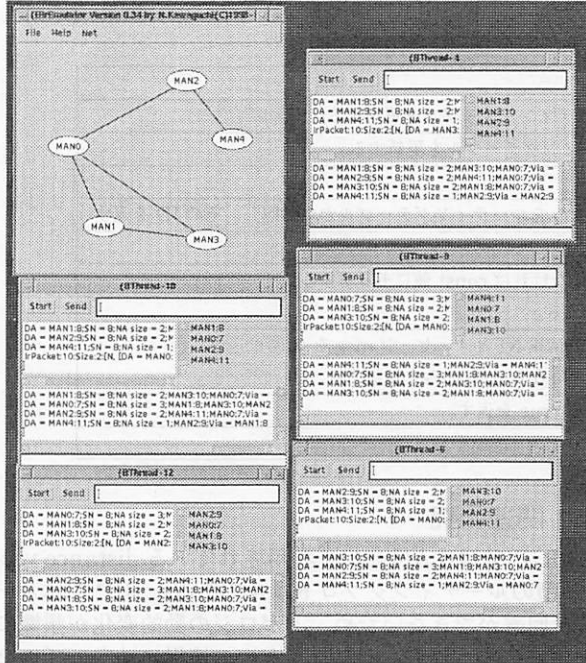 (BIrEmulator Version 0.34 by N.Kawaguchi(C)1998-
File Help Net
MAN2
MAN4
MAN0
MAN1
MAN3
(BThread-4
Start Send
DA = MAN1:8;SN = 8;NA size = 2;M
DA = MAN2:9;SN = 8;NA size = 2;
DA = MAN4:11;SN = 8;NA size = 1;
IrPacket:10:Size:2:[N, [DA = MAN3:
MAN1:8
MAN3:10
MAN2:9
MAN4:11
DA = MAN1:8;SN = 8;NA size = 2;MAN3:10;MAN0:7;Via =
DA = MAN2:9;SN = 8;NA size = 2;MAN4:11;MAN0:7;Via =
DA = MAN3:10;SN = 8;NA size = 2;MAN1:8;MAN0:7;Via =
DA = MAN4:11;SN = 8;NA size = 1;MAN2:9;Via = MAN2:9
(BThread-10
Start Send
DA = MAN1:8;SN = 8;NA size = 2;M
DA = MAN2:9;SN = 8;NA size = 2;M
DA = MAN4:11;SN = 8;NA size = 1;
IrPacket:10:Size:2:[N, [DA = MAN0:
MAN1:8
MAN0:7
MAN2:9
MAN4:11
DA = MAN1:8;SN = 8;NA size = 2;MAN3:10;MAN0:7;Via =
DA = MAN0:7;SN = 8;NA size = 3;MAN1:8;MAN3:10;MAN2
DA = MAN2:9;SN = 8;NA size = 2;MAN4:11;MAN0:7;Via =
DA = MAN4:11;SN = 8;NA size = 1;MAN2:9;Via = MAN1:8
(BThread-8
Start Send
DA = MAN0:7;SN = 8;NA size = 3;M
DA = MAN1:8;SN = 8;NA size = 2;M
DA = MAN3:10;SN = 8;NA size = 2;
IrPacket:10:Size:2:[N, [DA = MAN0:
MAN4:11
MAN0:7
MAN1:8
MAN3:10
DA = MAN4:11;SN = 8;NA size = 1;MAN2:9;Via = MAN4:1
DA = MAN0:7;SN = 8;NA size = 3;MAN1:8;MAN3:10;MAN2
DA = MAN1:8;SN = 8;NA size = 2;MAN3:10;MAN0:7;Via =
DA = MAN3:10;SN = 8;NA size = 2;MAN1:8;MAN0:7;Via =
(BThread-12
Start Send
DA = MAN2:9;SN = 8;NA size = 2;M
DA = MAN0:7;SN = 8;NA size = 3;M
DA = MAN1:8;SN = 8;NA size = 2;
DA = MAN3:10;SN = 8;NA size = 2;
IrPacket:10:Size:2:[N, [DA = MAN2:
MAN2:9
MAN0:7
MAN1:8
MAN3:10
DA = MAN2:9;SN = 8;NA size = 2;MAN4:11;MAN0:7;Via =
DA = MAN0:7;SN = 8;NA size = 3;MAN1:8;MAN3:10;MAN2
DA = MAN1:8;SN = 8;NA size = 2;MAN3:10;MAN0:7;Via =
DA = MAN3:10;SN = 8;NA size = 2;MAN1:8;MAN0:7;Via =
(BThread-6
Start Send
DA = MAN2:9;SN = 8;NA size = 2;M
DA = MAN3:10;SN = 8;NA size = 2;
DA = MAN4:11;SN = 8;NA size = 1;
IrPacket:10:Size:2:[N, [DA = MAN0:
MAN3:10
MAN0:7
MAN2:9
MAN4:11
DA = MAN3:10;SN = 8;NA size = 2;MAN1:8;MAN0:7;Via =
DA = MAN0:7;SN = 8;NA size = 3;MAN1:8;MAN3:10;MAN2
DA = MAN2:9;SN = 8;NA size = 2;MAN4:11;MAN0:7;Via =
DA = MAN4:11;SN = 8;NA size = 1;MAN2:9;Via = MAN0:7